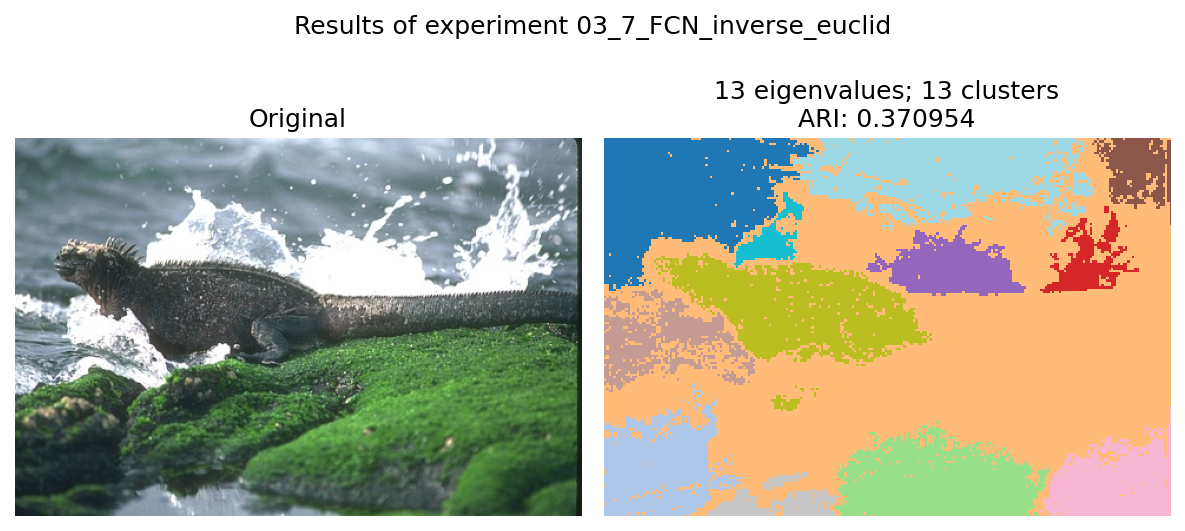 Results of experiment 03_7_FCN_inverse_euclid
Original
13 eigenvalues; 13 clusters
ARI: 0.370954